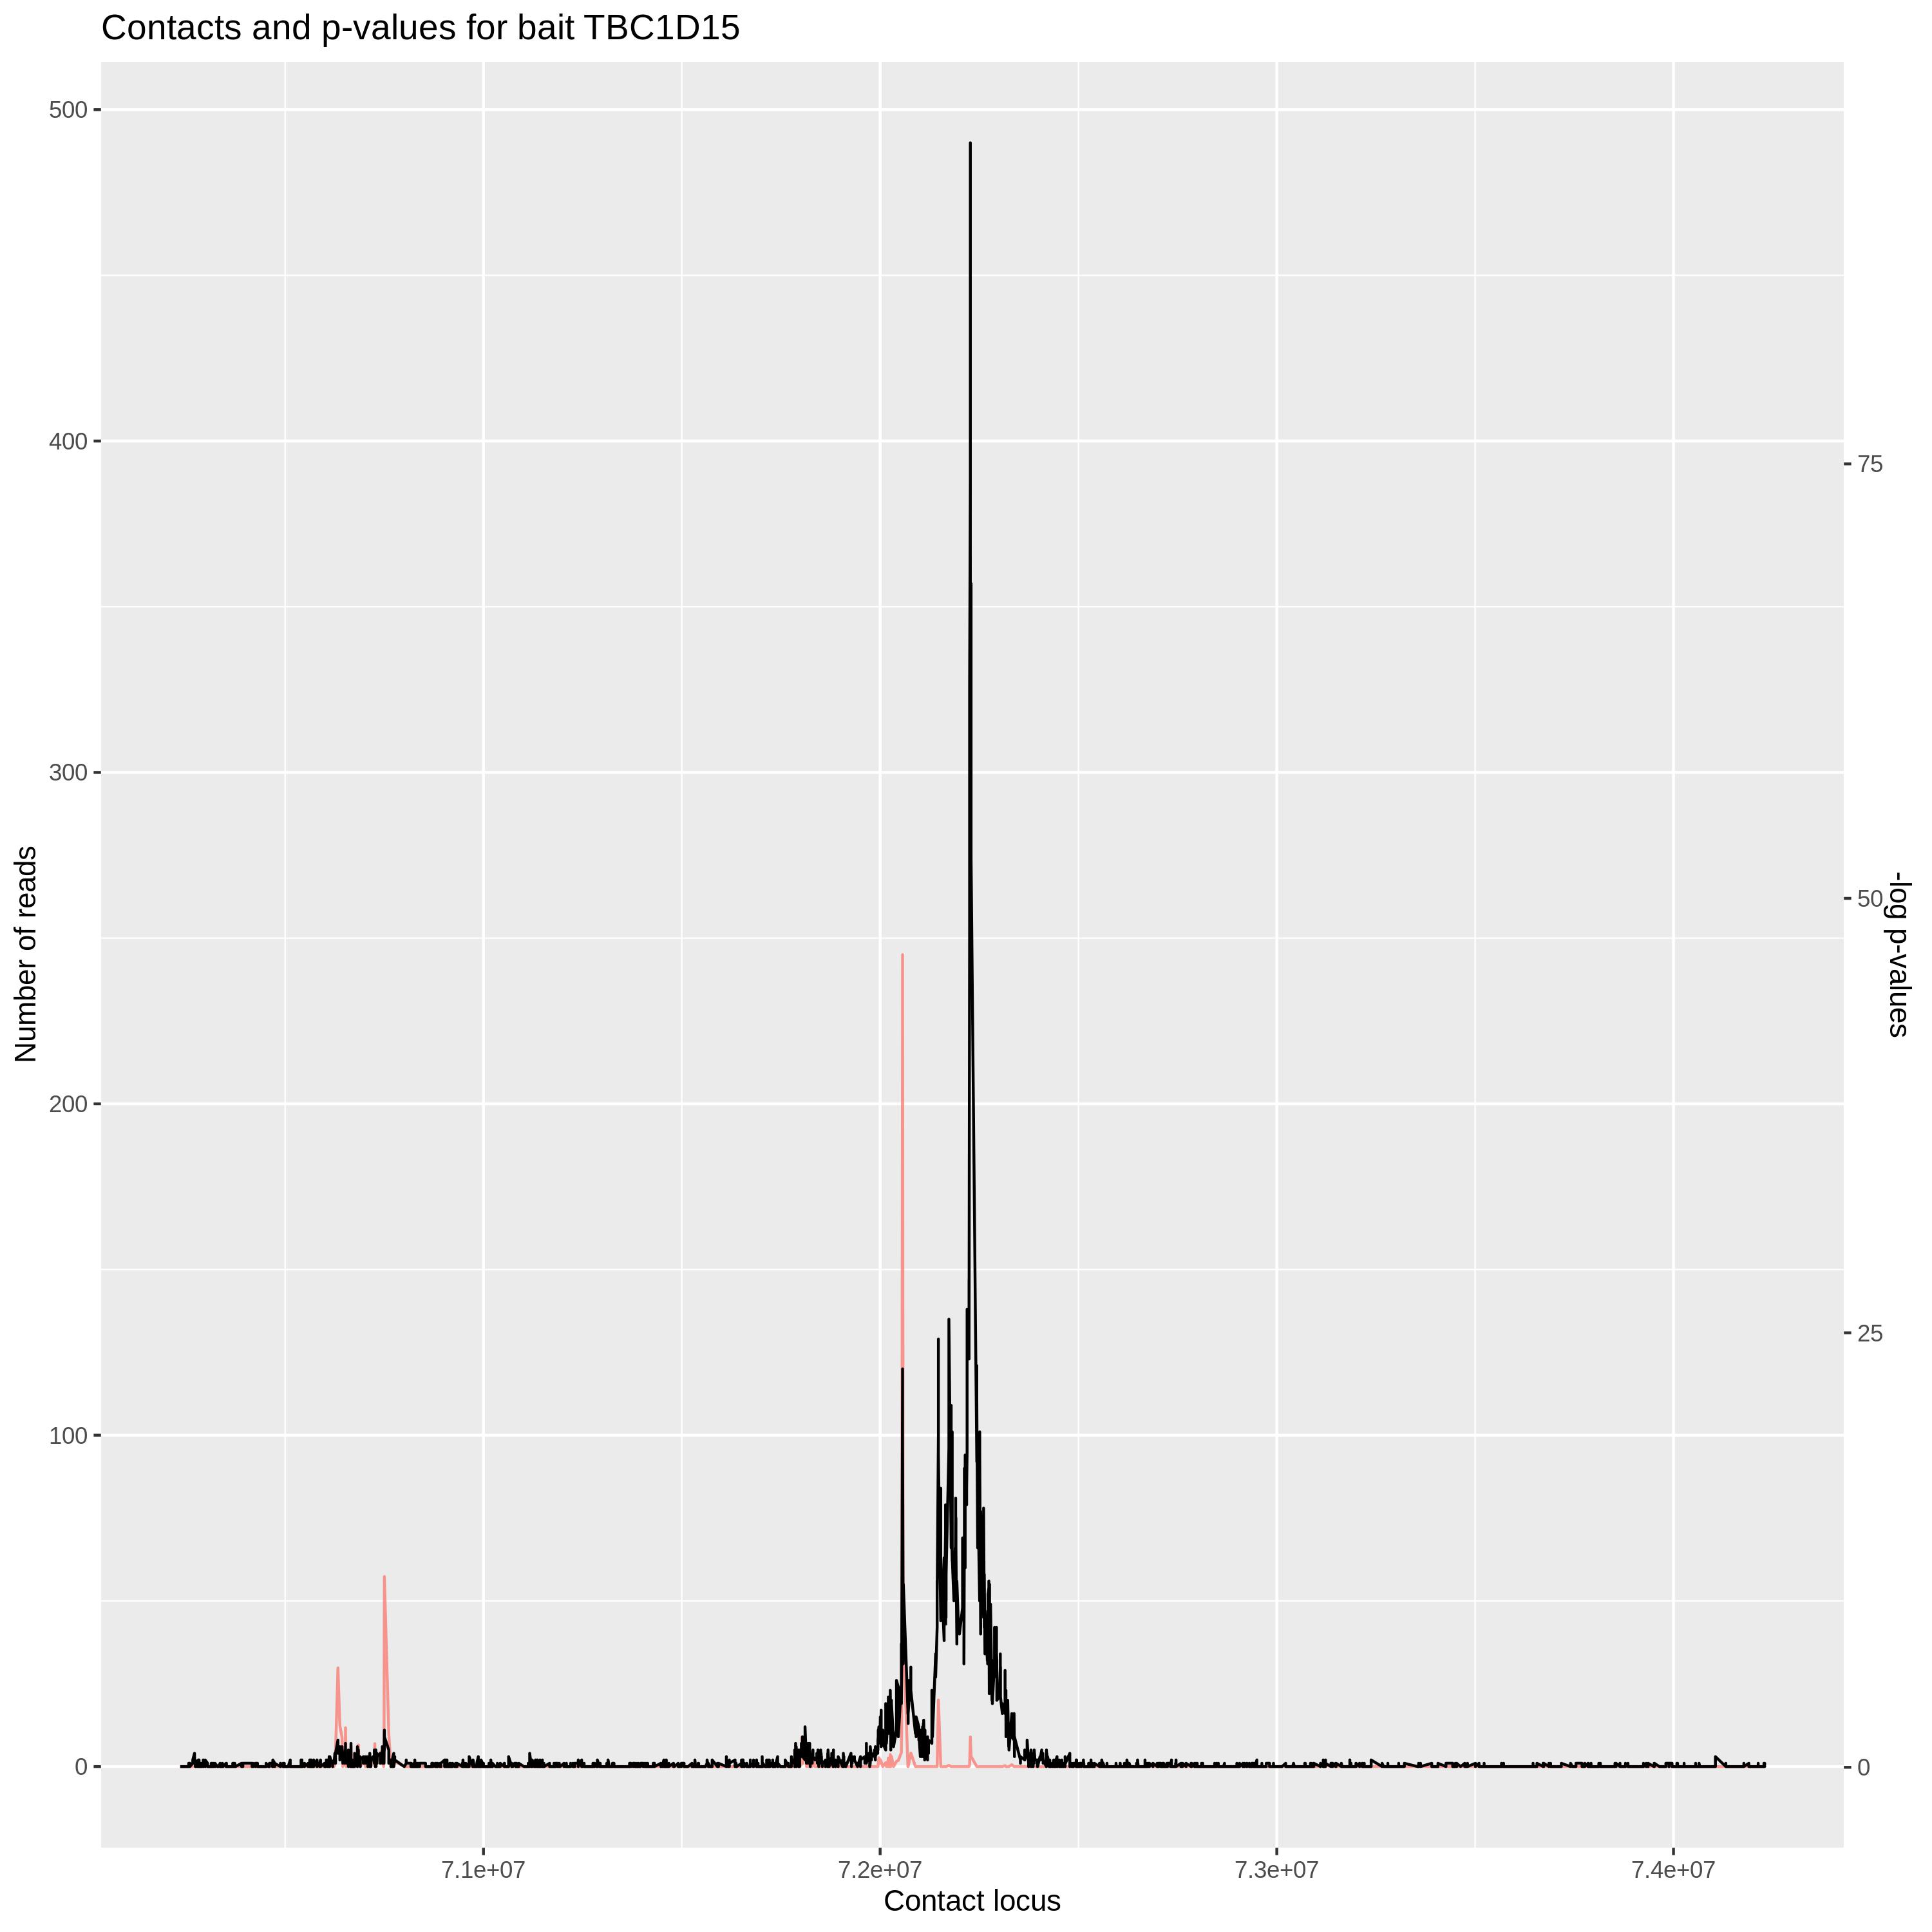 Contacts and p-values for bait TBC1D15
500
400
300
200
100
0
Number of reads
75
50
25
0
-log p-values
7.1e+07 7.2e+07 7.3e+07 7.4e+07
Contact locus